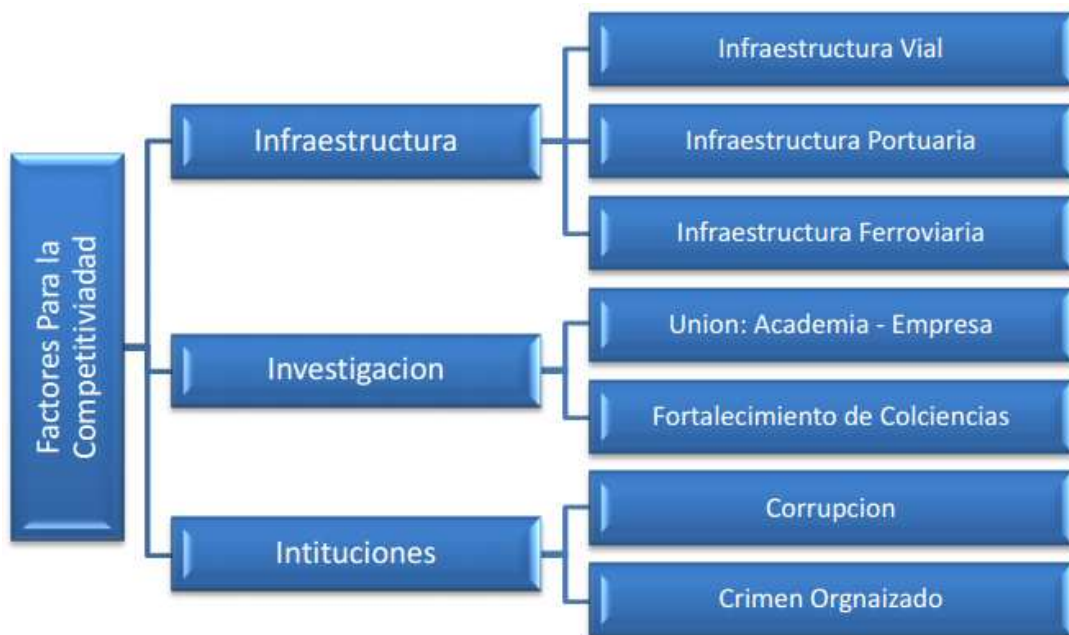 Factores Para la
Competitiviadad
Infraestructura
Infraestructura Vial
Infraestructura Portuaria
Infraestructura Ferroviaria
Investigacion
Union: Academia - Empresa
Fortalecimiento de Colciencias
Intituciones
Corrupcion
Crimen Orgnaizado